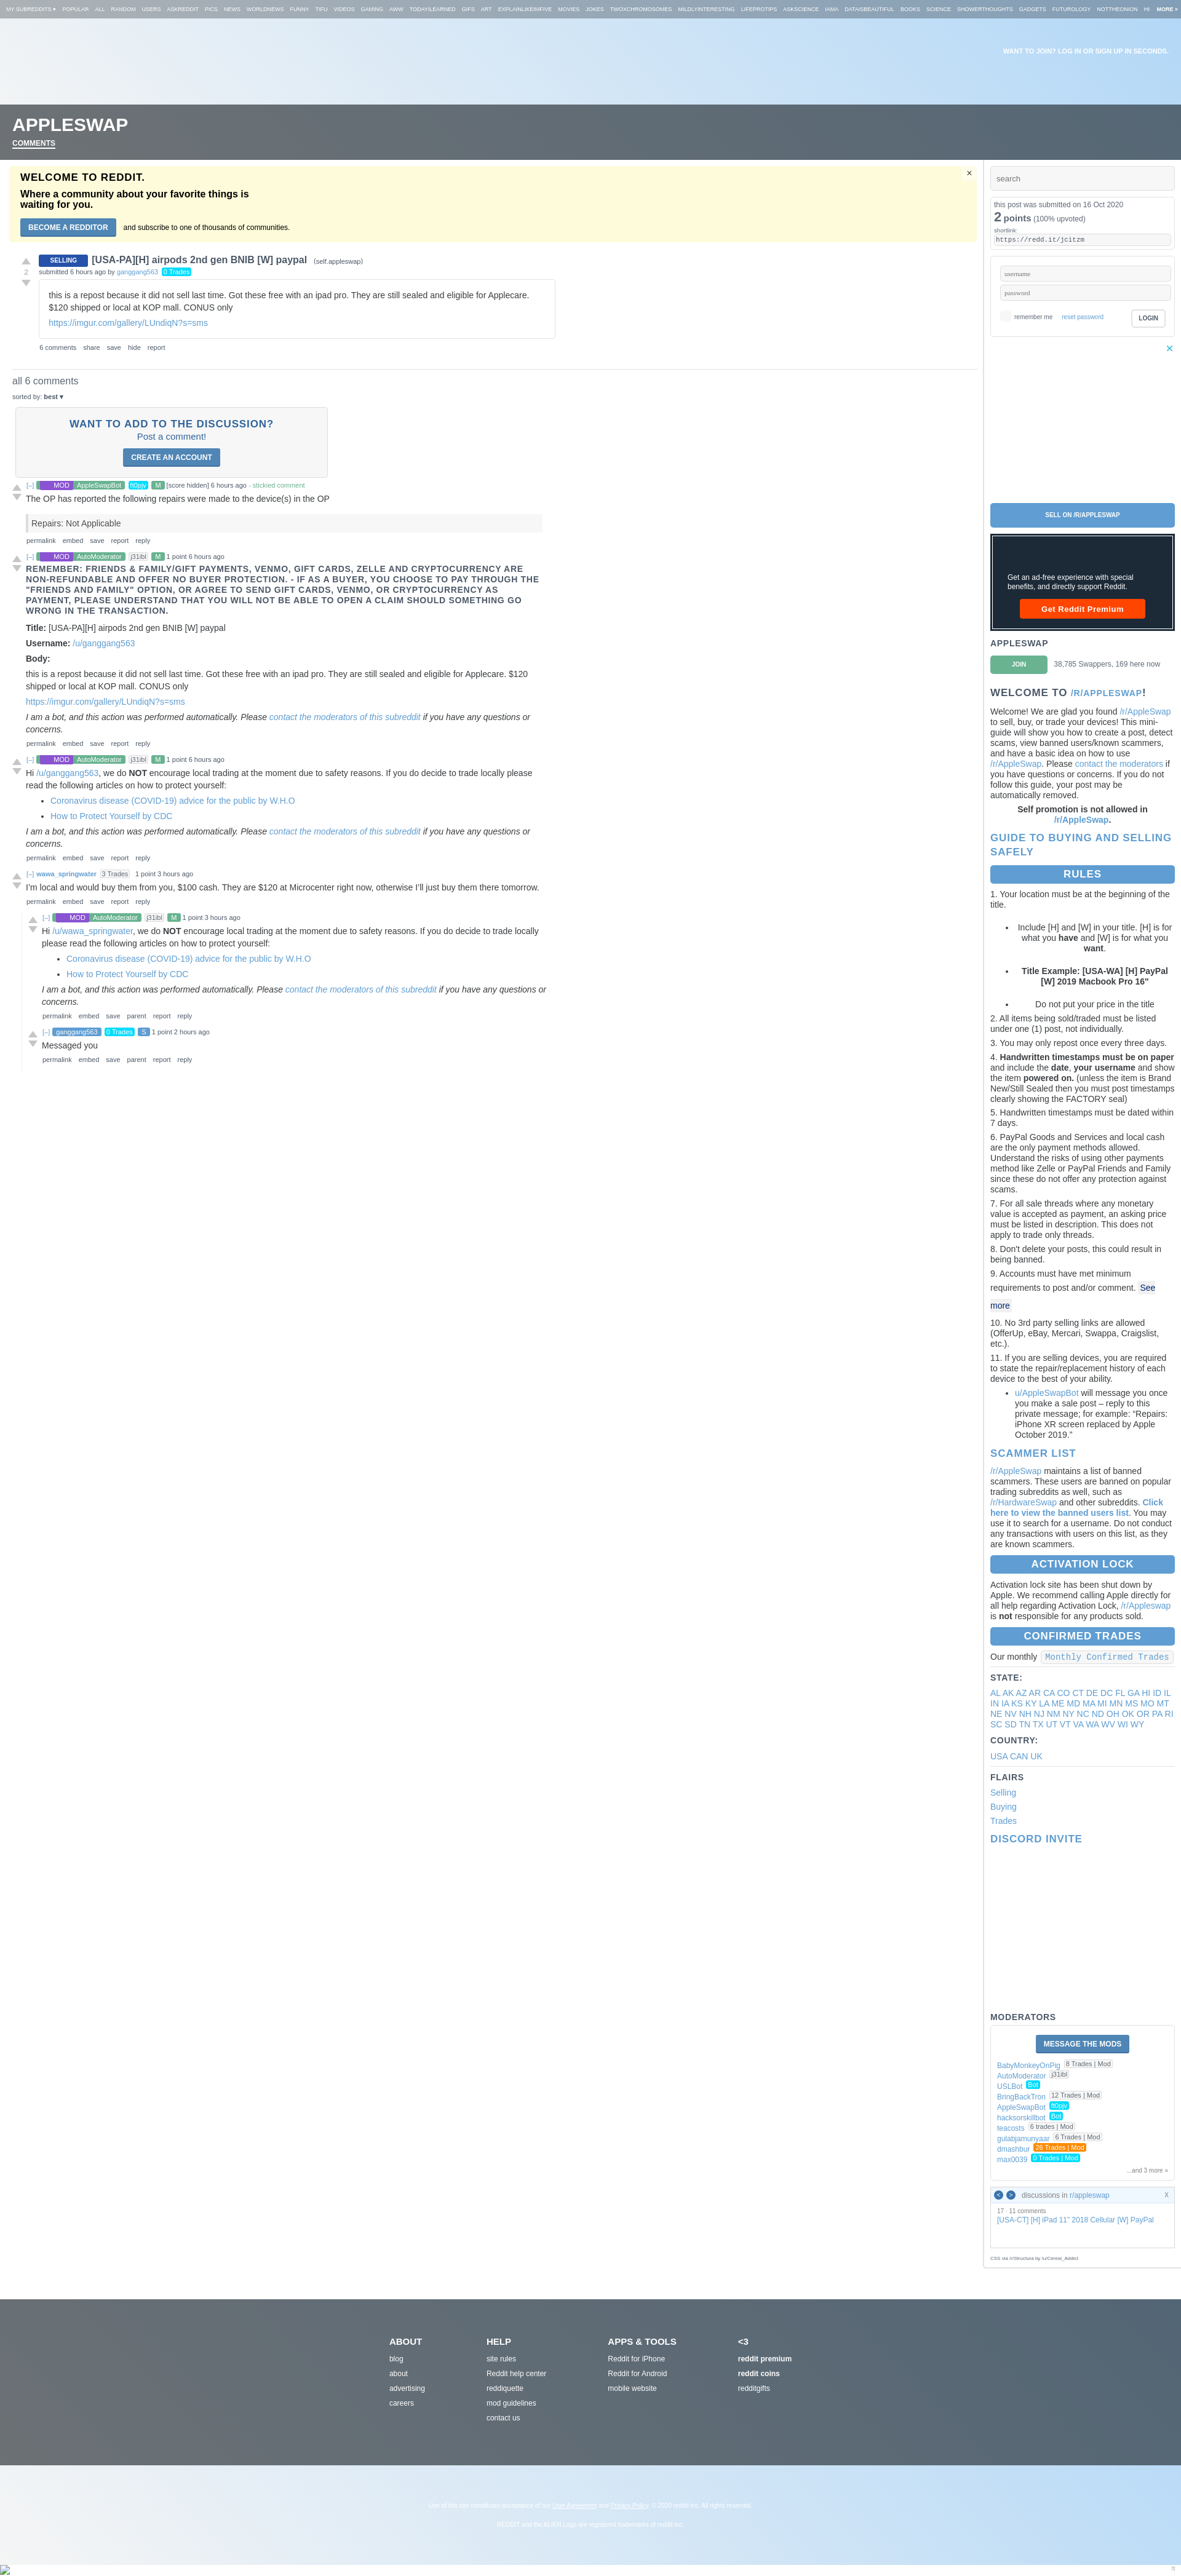 MY SUBREDDITS ▾ POPULAR ALL RANDOM USERS ASKREDDIT PICS NEWS WORLDNEWS FUNNY TIFU VIDEOS GAMING AWW TODAYILEARNED GIFS ART EXPLAINLIKEIMFIVE MOVIES JOKES TWOXCHROMOSOMES MILDLYINTERESTING LIFEPROTIPS ASKSCIENCE IAMA DATAISBEAUTIFUL BOOKS SCIENCE SHOWERTHOUGHTS GADGETS FUTUROLOGY NOTTHEONION HI MORE »
WANT TO JOIN? LOG IN OR SIGN UP IN SECONDS.
APPLESWAP
COMMENTS
WELCOME TO REDDIT.
Where a community about your favorite things is
waiting for you.
BECOME A REDDITOR and subscribe to one of thousands of communities.
×
2
SELLING [USA-PA][H] airpods 2nd gen BNIB [W] paypal (self.appleswap)
submitted 6 hours ago by ganggang563 0 Trades
this is a repost because it did not sell last time. Got these free with an ipad pro. They are still sealed and eligible for Applecare.
$120 shipped or local at KOP mall. CONUS only
https://imgur.com/gallery/LUndiqN?s=sms
6 comments share save hide report
all 6 comments
sorted by: best ▾
WANT TO ADD TO THE DISCUSSION?
Post a comment!
CREATE AN ACCOUNT
[–] MOD AppleSwapBot ft0pjv M [score hidden] 6 hours ago - stickied comment
The OP has reported the following repairs were made to the device(s) in the OP
Repairs: Not Applicable
permalink embed save report reply
[–] MOD AutoModerator j31ibl M 1 point 6 hours ago
REMEMBER: FRIENDS & FAMILY/GIFT PAYMENTS, VENMO, GIFT CARDS, ZELLE AND CRYPTOCURRENCY ARE
NON-REFUNDABLE AND OFFER NO BUYER PROTECTION. - IF AS A BUYER, YOU CHOOSE TO PAY THROUGH THE
"FRIENDS AND FAMILY" OPTION, OR AGREE TO SEND GIFT CARDS, VENMO, OR CRYPTOCURRENCY AS
PAYMENT, PLEASE UNDERSTAND THAT YOU WILL NOT BE ABLE TO OPEN A CLAIM SHOULD SOMETHING GO
WRONG IN THE TRANSACTION.
Title: [USA-PA][H] airpods 2nd gen BNIB [W] paypal
Username: /u/ganggang563
Body:
this is a repost because it did not sell last time. Got these free with an ipad pro. They are still sealed and eligible for Applecare. $120
shipped or local at KOP mall. CONUS only
https://imgur.com/gallery/LUndiqN?s=sms
I am a bot, and this action was performed automatically. Please contact the moderators of this subreddit if you have any questions or
concerns.
permalink embed save report reply
[–] MOD AutoModerator j31ibl M 1 point 6 hours ago
Hi /u/ganggang563, we do NOT encourage local trading at the moment due to safety reasons. If you do decide to trade locally please
read the following articles on how to protect yourself:
• Coronavirus disease (COVID-19) advice for the public by W.H.O
• How to Protect Yourself by CDC
I am a bot, and this action was performed automatically. Please contact the moderators of this subreddit if you have any questions or
concerns.
permalink embed save report reply
[–] wawa_springwater 3 Trades 1 point 3 hours ago
I'm local and would buy them from you, $100 cash. They are $120 at Microcenter right now, otherwise I'll just buy them there tomorrow.
permalink embed save report reply
[–] MOD AutoModerator j31ibl M 1 point 3 hours ago
Hi /u/wawa_springwater, we do NOT encourage local trading at the moment due to safety reasons. If you do decide to trade locally
please read the following articles on how to protect yourself:
• Coronavirus disease (COVID-19) advice for the public by W.H.O
• How to Protect Yourself by CDC
I am a bot, and this action was performed automatically. Please contact the moderators of this subreddit if you have any questions or
concerns.
permalink embed save parent report reply
[–] ganggang563 0 Trades S 1 point 2 hours ago
Messaged you
permalink embed save parent report reply
search
this post was submitted on 16 Oct 2020
2 points (100% upvoted)
shortlink:
https://redd.it/jcitzm
username
password
remember me reset password LOGIN
✕
SELL ON /R/APPLESWAP
Get an ad-free experience with special
benefits, and directly support Reddit.
Get Reddit Premium
APPLESWAP
JOIN 38,785 Swappers, 169 here now
WELCOME TO /R/APPLESWAP!
Welcome! We are glad you found /r/AppleSwap
to sell, buy, or trade your devices! This mini-
guide will show you how to create a post, detect
scams, view banned users/known scammers,
and have a basic idea on how to use
/r/AppleSwap. Please contact the moderators if
you have questions or concerns. If you do not
follow this guide, your post may be
automatically removed.
Self promotion is not allowed in
/r/AppleSwap.
GUIDE TO BUYING AND SELLING
SAFELY
RULES
1. Your location must be at the beginning of the
title.
• Include [H] and [W] in your title. [H] is for
what you have and [W] is for what you
want.
• Title Example: [USA-WA] [H] PayPal
[W] 2019 Macbook Pro 16"
• Do not put your price in the title
2. All items being sold/traded must be listed
under one (1) post, not individually.
3. You may only repost once every three days.
4. Handwritten timestamps must be on paper
and include the date, your username and show
the item powered on. (unless the item is Brand
New/Still Sealed then you must post timestamps
clearly showing the FACTORY seal)
5. Handwritten timestamps must be dated within
7 days.
6. PayPal Goods and Services and local cash
are the only payment methods allowed.
Understand the risks of using other payments
method like Zelle or PayPal Friends and Family
since these do not offer any protection against
scams.
7. For all sale threads where any monetary
value is accepted as payment, an asking price
must be listed in description. This does not
apply to trade only threads.
8. Don't delete your posts, this could result in
being banned.
9. Accounts must have met minimum
requirements to post and/or comment. See
more
10. No 3rd party selling links are allowed
(OfferUp, eBay, Mercari, Swappa, Craigslist,
etc.).
11. If you are selling devices, you are required
to state the repair/replacement history of each
device to the best of your ability.
• u/AppleSwapBot will message you once
you make a sale post – reply to this
private message; for example: “Repairs:
iPhone XR screen replaced by Apple
October 2019.”
SCAMMER LIST
/r/AppleSwap maintains a list of banned
scammers. These users are banned on popular
trading subreddits as well, such as
/r/HardwareSwap and other subreddits. Click
here to view the banned users list. You may
use it to search for a username. Do not conduct
any transactions with users on this list, as they
are known scammers.
ACTIVATION LOCK
Activation lock site has been shut down by
Apple. We recommend calling Apple directly for
all help regarding Activation Lock, /r/Appleswap
is not responsible for any products sold.
CONFIRMED TRADES
Our monthly Monthly Confirmed Trades
STATE:
AL AK AZ AR CA CO CT DE DC FL GA HI ID IL
IN IA KS KY LA ME MD MA MI MN MS MO MT
NE NV NH NJ NM NY NC ND OH OK OR PA RI
SC SD TN TX UT VT VA WA WV WI WY
COUNTRY:
USA CAN UK
FLAIRS
Selling
Buying
Trades
DISCORD INVITE
MODERATORS
MESSAGE THE MODS
BabyMonkeyOnPig 8 Trades | Mod
AutoModerator j31ibl
USLBot Bot
BringBackTron 12 Trades | Mod
AppleSwapBot ft0pjv
hacksorskillbot Bot
teacosts 6 trades | Mod
gulabjamunyaar 6 Trades | Mod
dmashbur 26 Trades | Mod
max0039 0 Trades | Mod
...and 3 more »
< > discussions in r/appleswap X
17 · 11 comments
[USA-CT] [H] iPad 11” 2018 Cellular [W] PayPal
CSS via /r/Structura by /u/Cereal_Addict
ABOUT
blog
about
advertising
careers
HELP
site rules
Reddit help center
reddiquette
mod guidelines
contact us
APPS & TOOLS
Reddit for iPhone
Reddit for Android
mobile website
<3
reddit premium
reddit coins
redditgifts
Use of this site constitutes acceptance of our User Agreement and Privacy Policy. © 2020 reddit inc. All rights reserved.
REDDIT and the ALIEN Logo are registered trademarks of reddit inc.
π